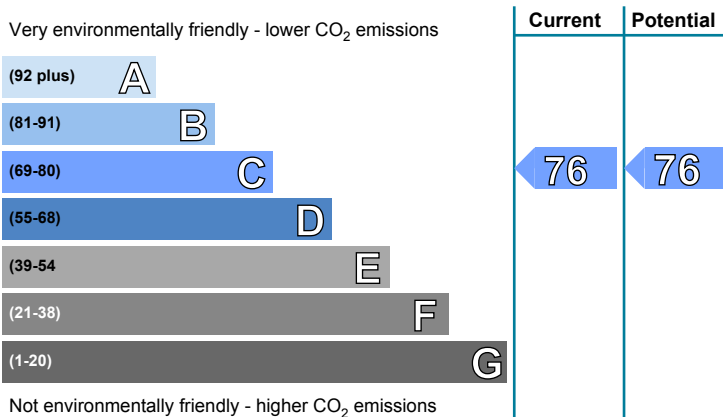 Very environmentally friendly - lower CO₂ emissions
Current Potential
(92 plus) A
(81-91) B
(69-80) C 76 76
(55-68) D
(39-54 E
(21-38) F
(1-20) G
Not environmentally friendly - higher CO₂ emissions